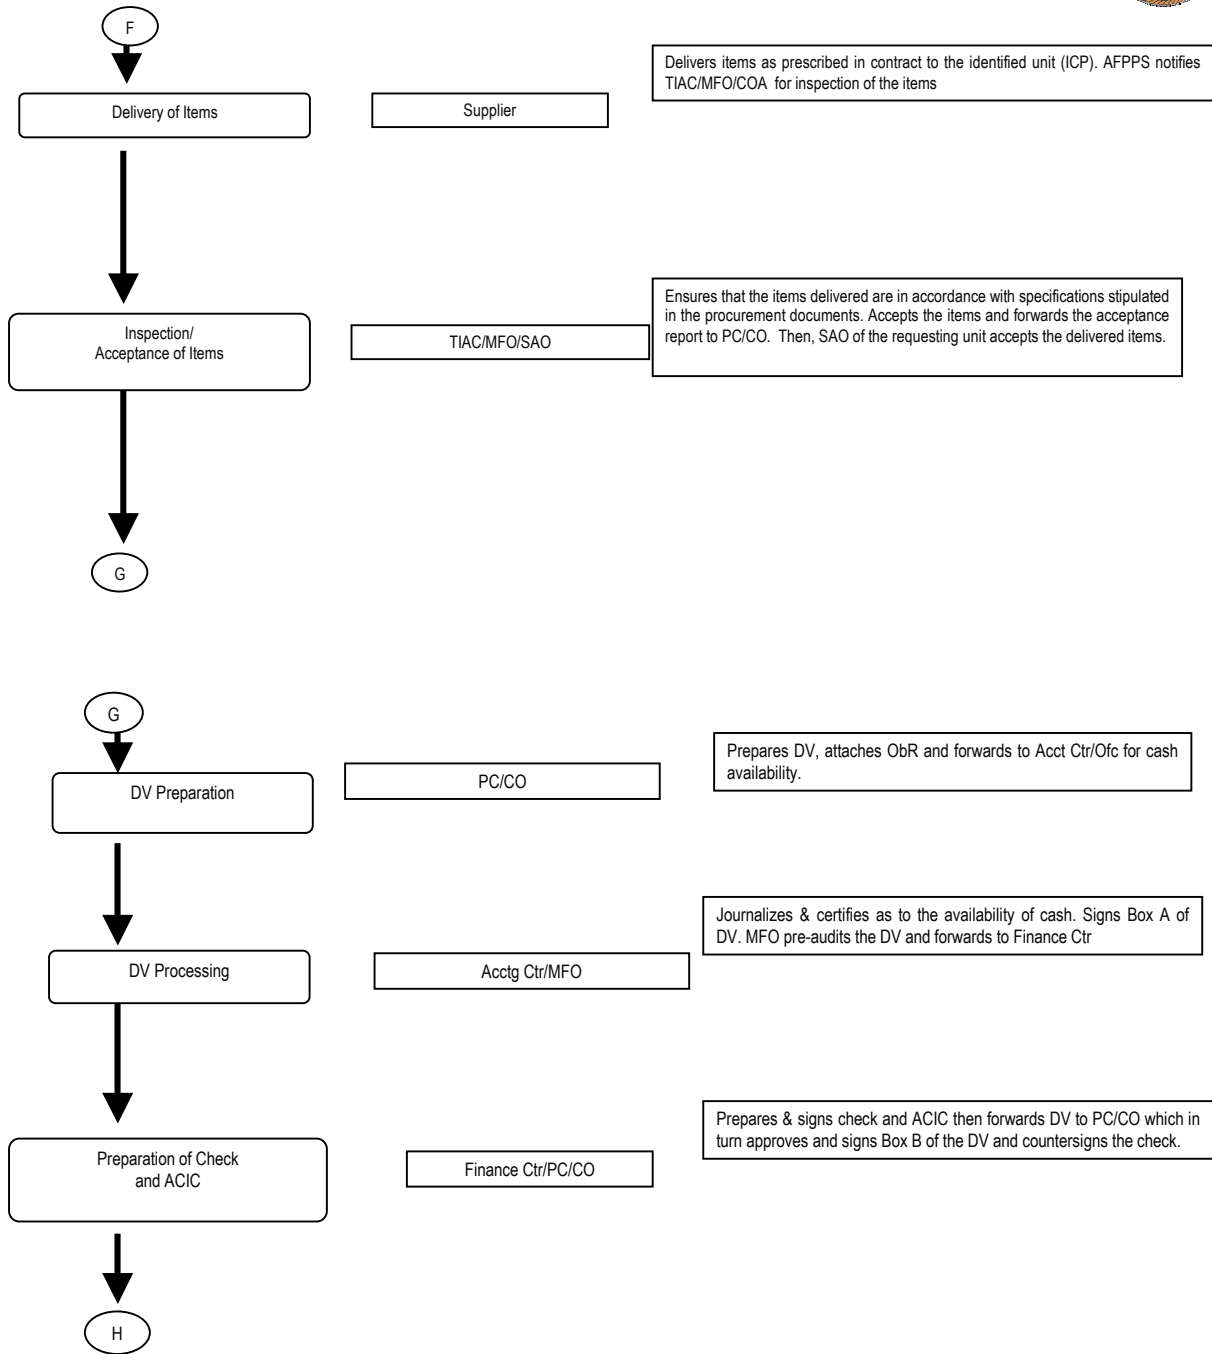 F
Delivers items as prescribed in contract to the identified unit (ICP). AFPPS notifies
TIAC/MFO/COA for inspection of the items
Delivery of Items
Supplier
Ensures that the items delivered are in accordance with specifications stipulated
in the procurement documents. Accepts the items and forwards the acceptance
report to PC/CO. Then, SAO of the requesting unit accepts the delivered items.
Inspection/
Acceptance of Items
TIAC/MFO/SAO
G
G
Prepares DV, attaches ObR and forwards to Acct Ctr/Ofc for cash
availability.
DV Preparation
PC/CO
Journalizes & certifies as to the availability of cash. Signs Box A of
DV. MFO pre-audits the DV and forwards to Finance Ctr
DV Processing
Acctg Ctr/MFO
Prepares & signs check and ACIC then forwards DV to PC/CO which in
turn approves and signs Box B of the DV and countersigns the check.
Preparation of Check
and ACIC
Finance Ctr/PC/CO
H